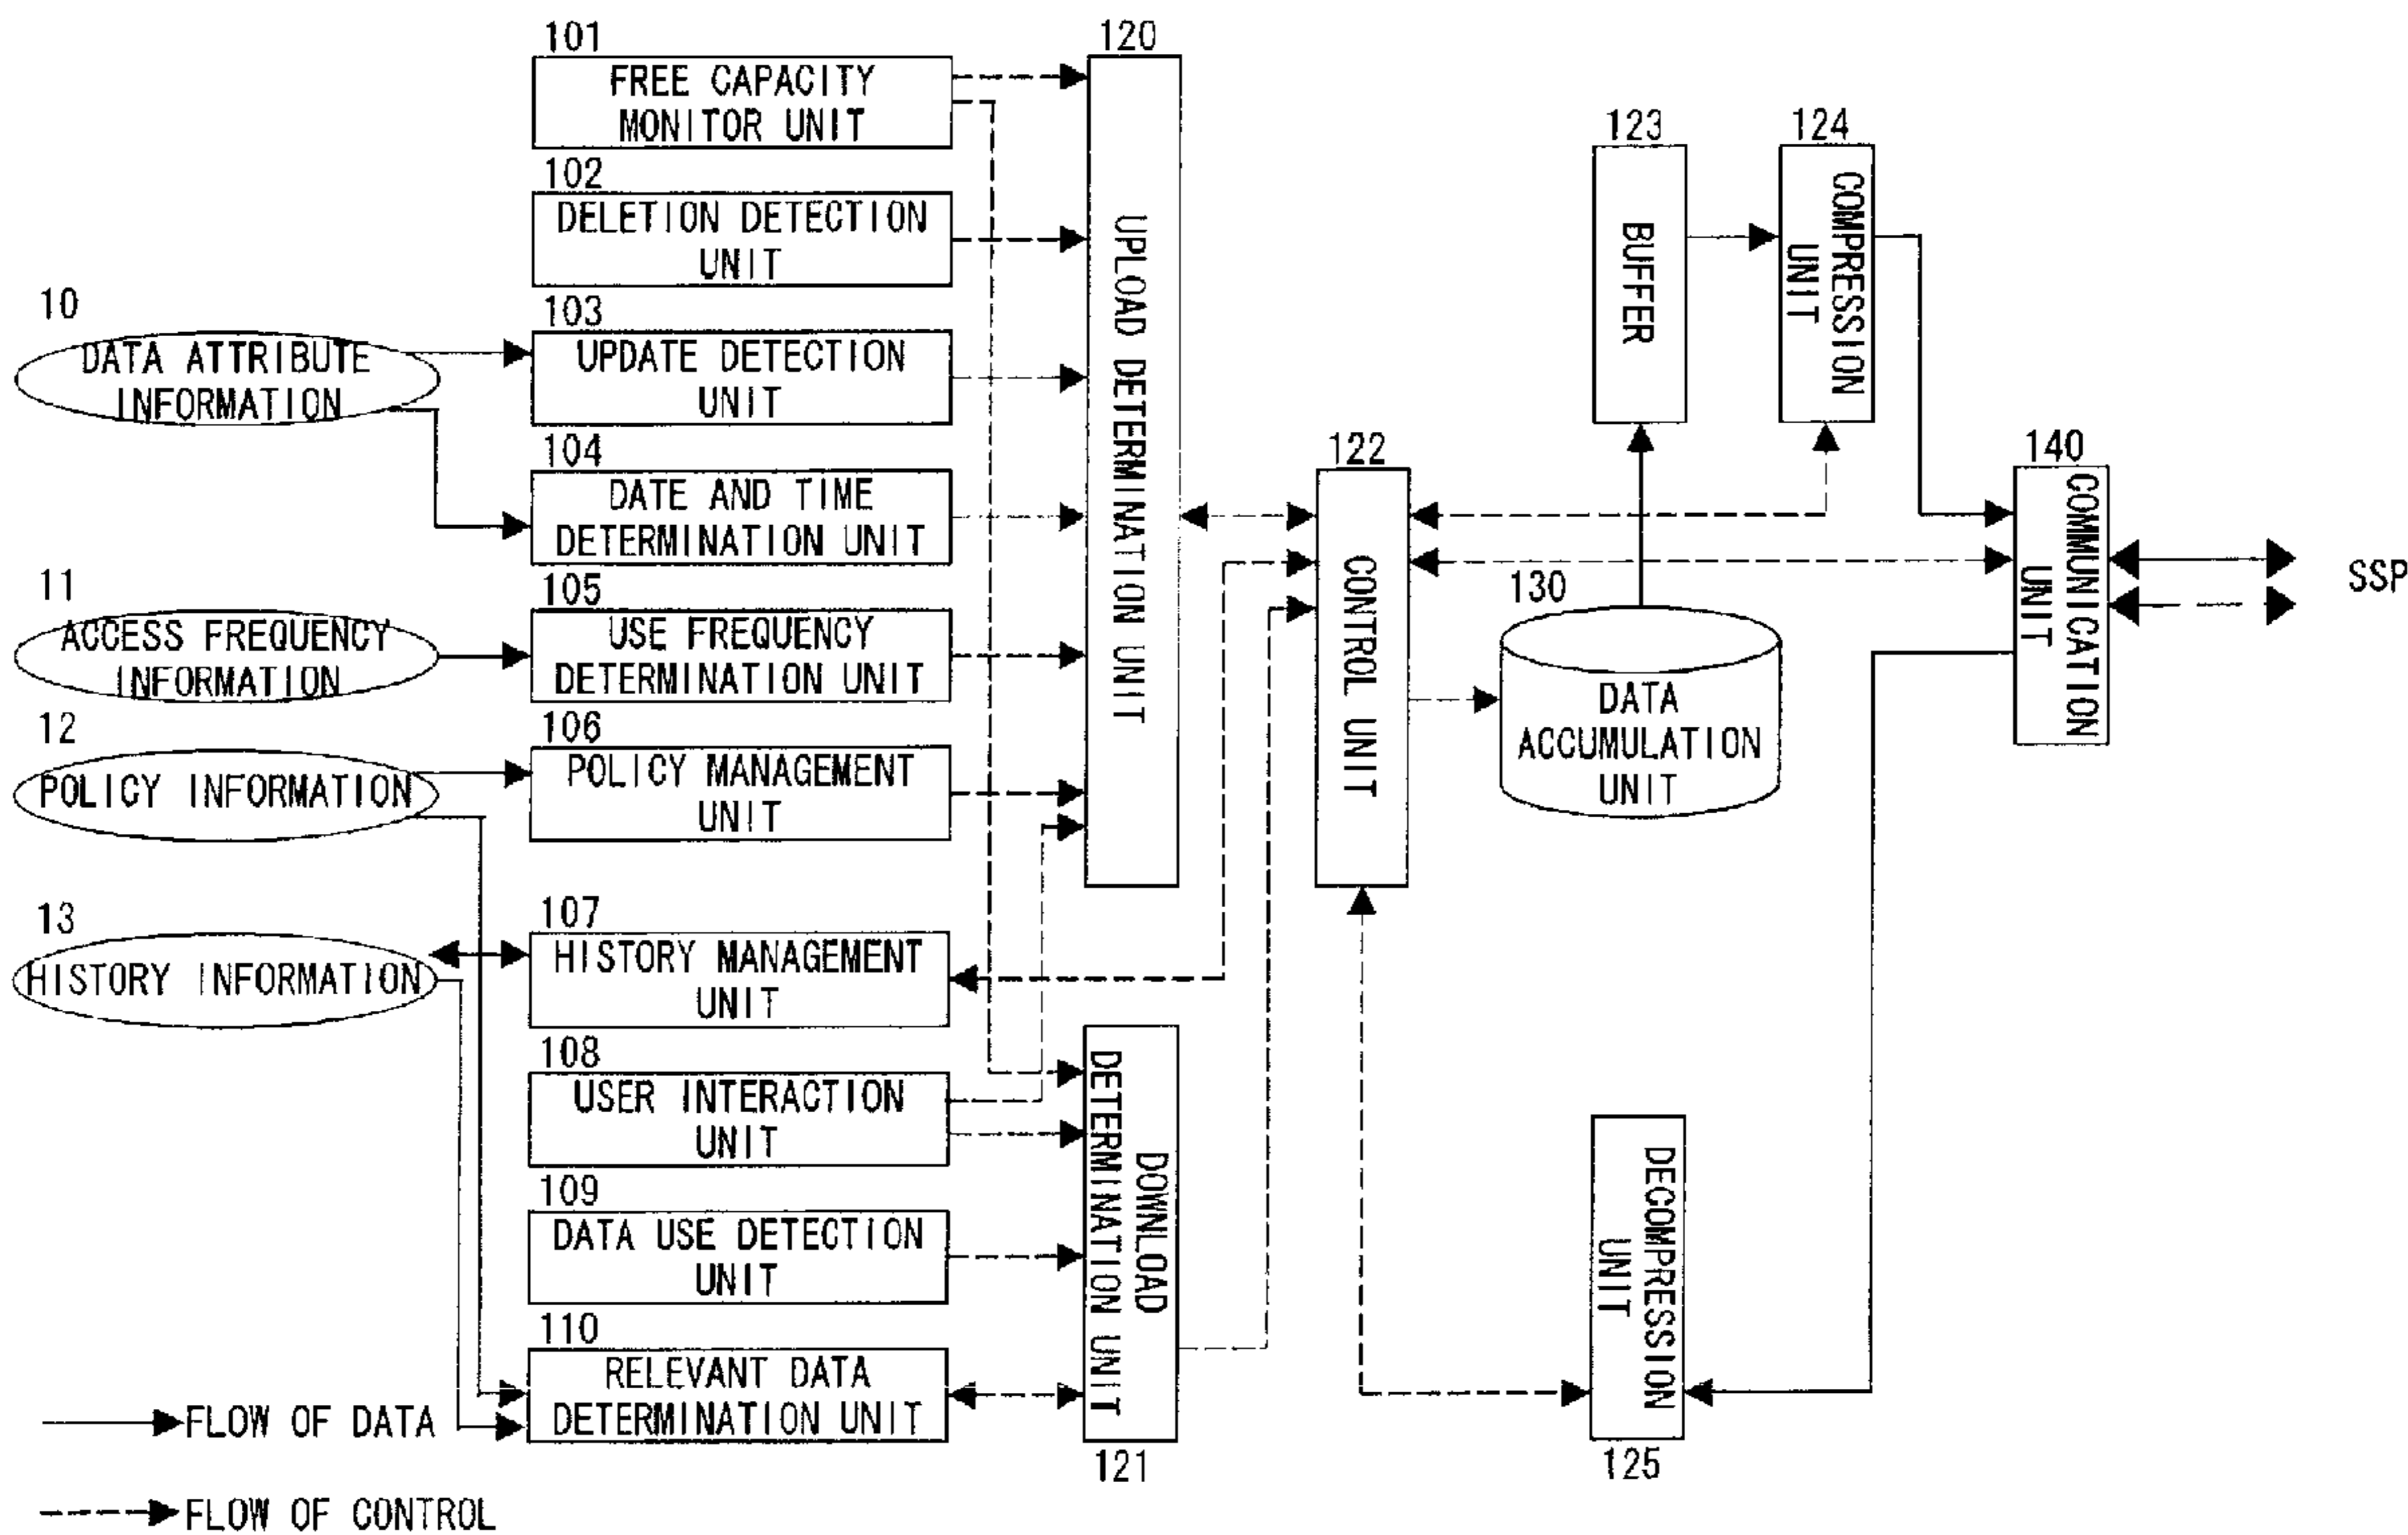 101
FREE CAPACITY
MONITOR UNIT
102
DELETION DETECTION
UNIT
10
DATA ATTRIBUTE
INFORMATION
103
UPDATE DETECTION
UNIT
104
DATE AND TIME
DETERMINATION UNIT
11
ACCESS FREQUENCY
INFORMATION
105
USE FREQUENCY
DETERMINATION UNIT
12
POLICY INFORMATION
106
POLICY MANAGEMENT
UNIT
13
HISTORY INFORMATION
107
HISTORY MANAGEMENT
UNIT
108
USER INTERACTION
UNIT
109
DATA USE DETECTION
UNIT
110
RELEVANT DATA
DETERMINATION UNIT
120
UPLOAD DETERMINATION UNIT
DOWNLOAD
DETERMINATION UNIT
121
122
CONTROL UNIT
123
BUFFER
124
COMPRESSION
UNIT
130
DATA
ACCUMULATION
UNIT
140
COMMUNICATION
UNIT
SSP
DECOMPRESSION
UNIT
125
FLOW OF DATA
FLOW OF CONTROL